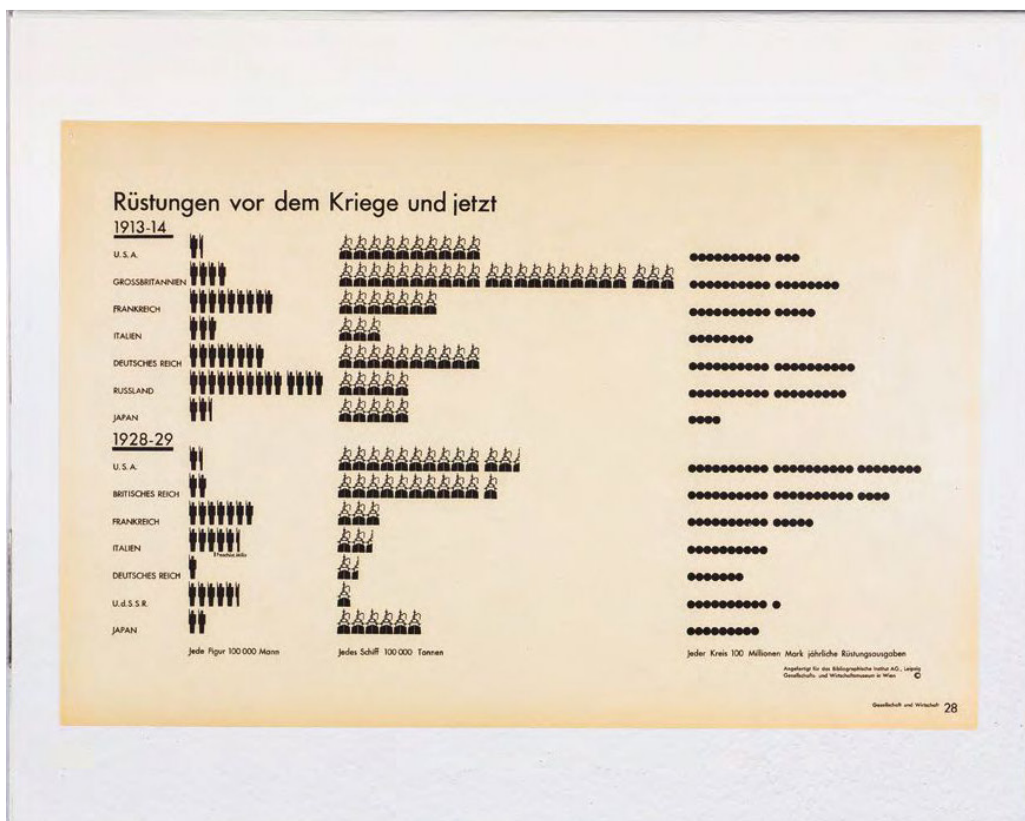 Rüstungen vor dem Kriege und jetzt
1913-14
U.S.A.
GROSSBRITANNIEN
FRANKREICH
ITALIEN
DEUTSCHES REICH
RUSSLAND
JAPAN
1928-29
U.S.A.
BRITISCHES REICH
FRANKREICH
ITALIEN
DEUTSCHES REICH
U.d.S.S.R.
JAPAN
Jede Figur 100 000 Mann
Jedes Schiff 100 000 Tonnen
Jeder Kreis 100 Millionen Mark jährliche Rüstungsausgaben
Angefertigt für das Bibliographische Institut AG., Leipzig
Gesellschafts- und Wirtschaftsmuseum in Wien ©
Gesellschaft und Wirtschaft 28